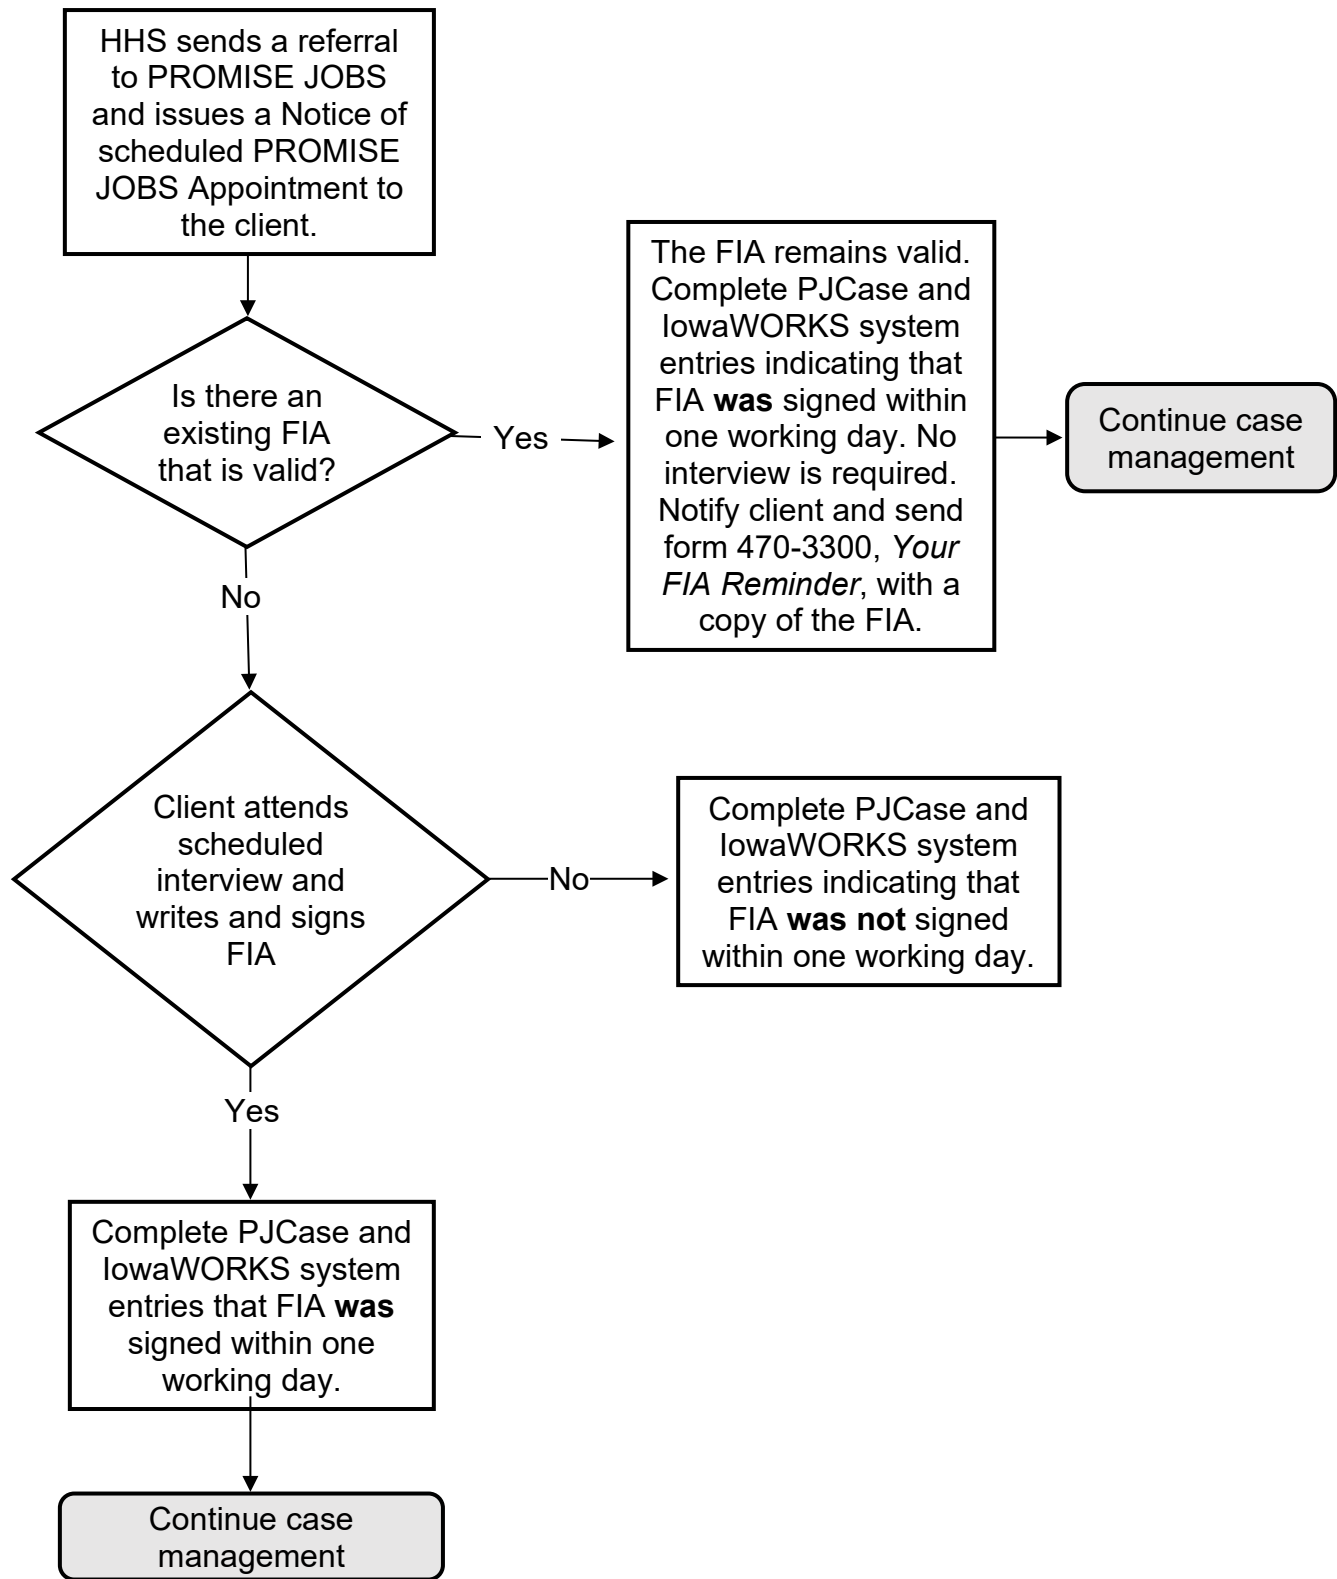 HHS sends a referral
to PROMISE JOBS
and issues a Notice of
scheduled PROMISE
JOBS Appointment to
the client.
Is there an
existing FIA
that is valid?
Yes
The FIA remains valid.
Complete PJCase and
IowaWORKS system
entries indicating that
FIA was signed within
one working day. No
interview is required.
Notify client and send
form 470-3300, Your
FIA Reminder, with a
copy of the FIA.
Continue case
management
No
Client attends
scheduled
interview and
writes and signs
FIA
No
Complete PJCase and
IowaWORKS system
entries indicating that
FIA was not signed
within one working day.
Yes
Complete PJCase and
IowaWORKS system
entries that FIA was
signed within one
working day.
Continue case
management